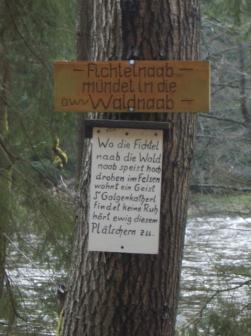 Fichtelnaab
mündet in die
Waldnaab
Wo die Fichtel
naab die Wald
naab speist hoch
droben im Felsen
wohnt ein Geist
S'Galgenkatherl
findet keine Ruh
hört ewig diesem
Plätschern zu.